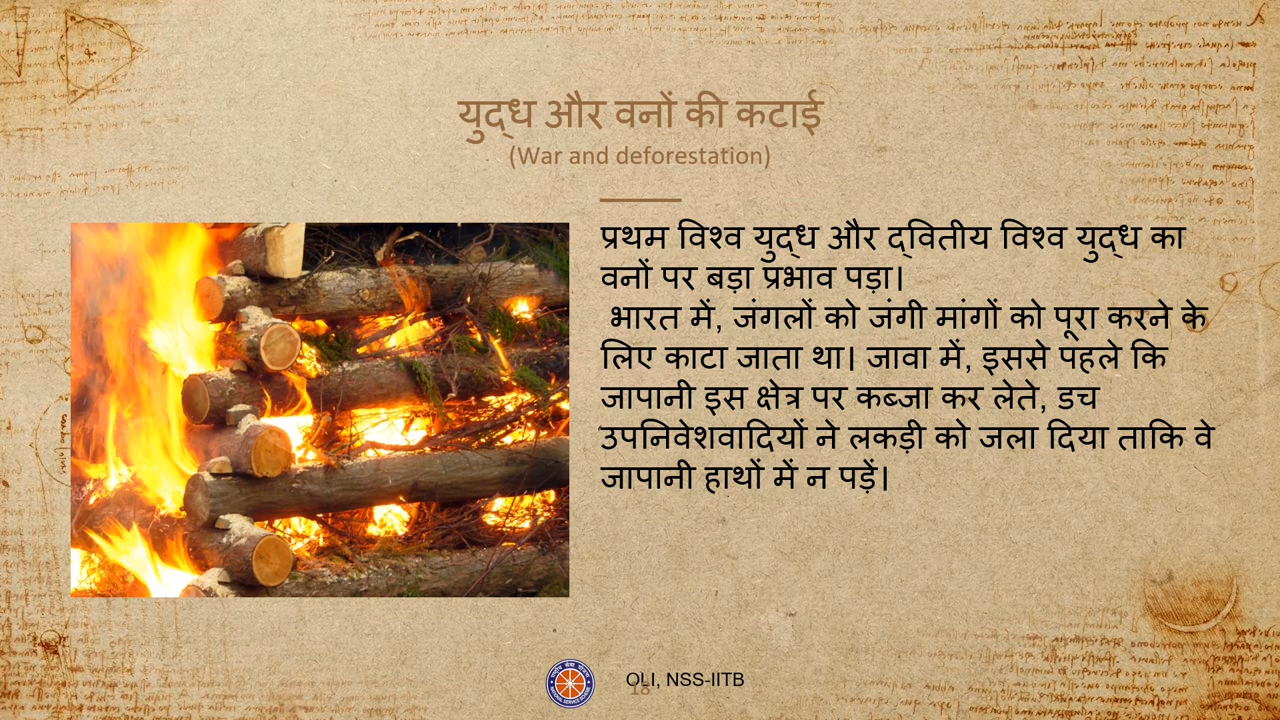 युद्ध और वनों की कटाई
(War and deforestation)
प्रथम विश्व युद्ध और द्वितीय विश्व युद्ध का
वनों पर बड़ा प्रभाव पड़ा।
भारत में, जंगलों को जंगी मांगों को पूरा करने के
लिए काटा जाता था। जावा में, इससे पहले कि
जापानी इस क्षेत्र पर कब्जा कर लेते, डच
उपनिवेशवादियों ने लकड़ी को जला दिया ताकि वे
जापानी हाथों में न पड़ें।
OLI, NSS-IITB
18